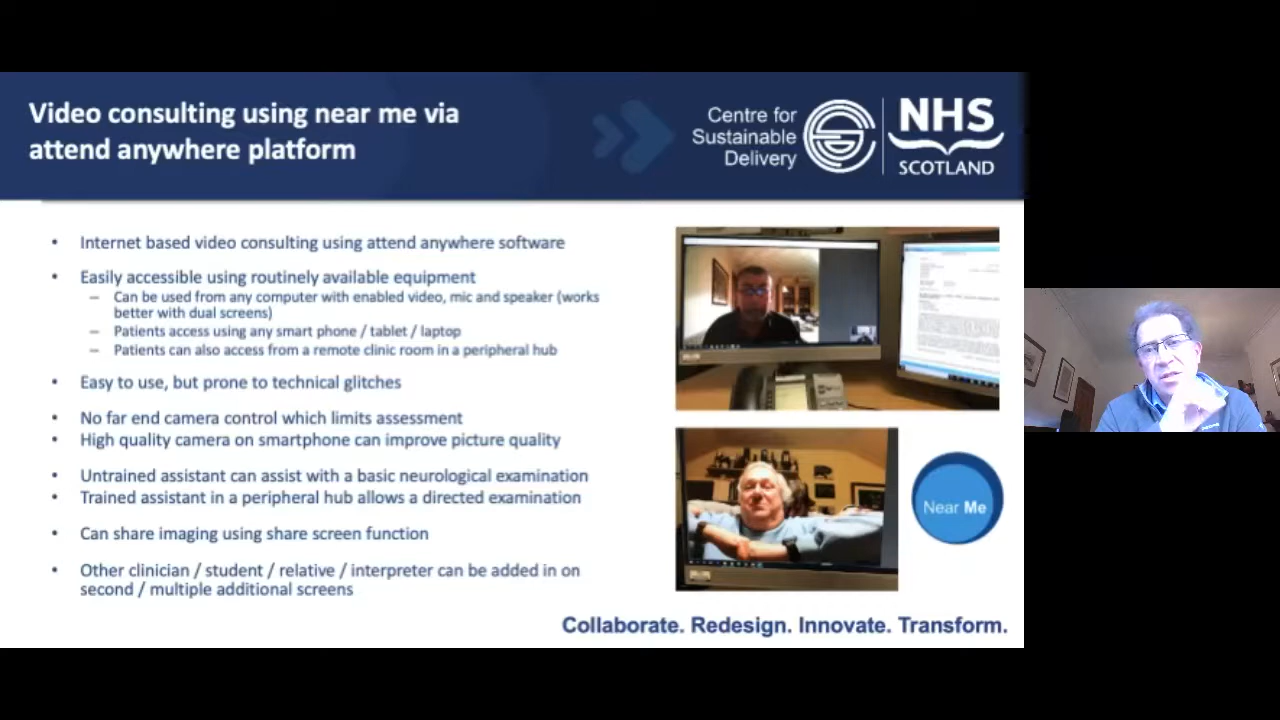 Video consulting using near me via
attend anywhere platform
Centre for
Sustainable
Delivery
NHS
SCOTLAND
• Internet based video consulting using attend anywhere software
• Easily accessible using routinely available equipment
– Can be used from any computer with enabled video, mic and speaker (works
better with dual screens)
– Patients access using any smart phone / tablet / laptop
– Patients can also access from a remote clinic room in a peripheral hub
• Easy to use, but prone to technical glitches
• No far end camera control which limits assessment
• High quality camera on smartphone can improve picture quality
• Untrained assistant can assist with a basic neurological examination
• Trained assistant in a peripheral hub allows a directed examination
• Can share imaging using share screen function
• Other clinician / student / relative / interpreter can be added in on
second / multiple additional screens
Near Me
Collaborate. Redesign. Innovate. Transform.